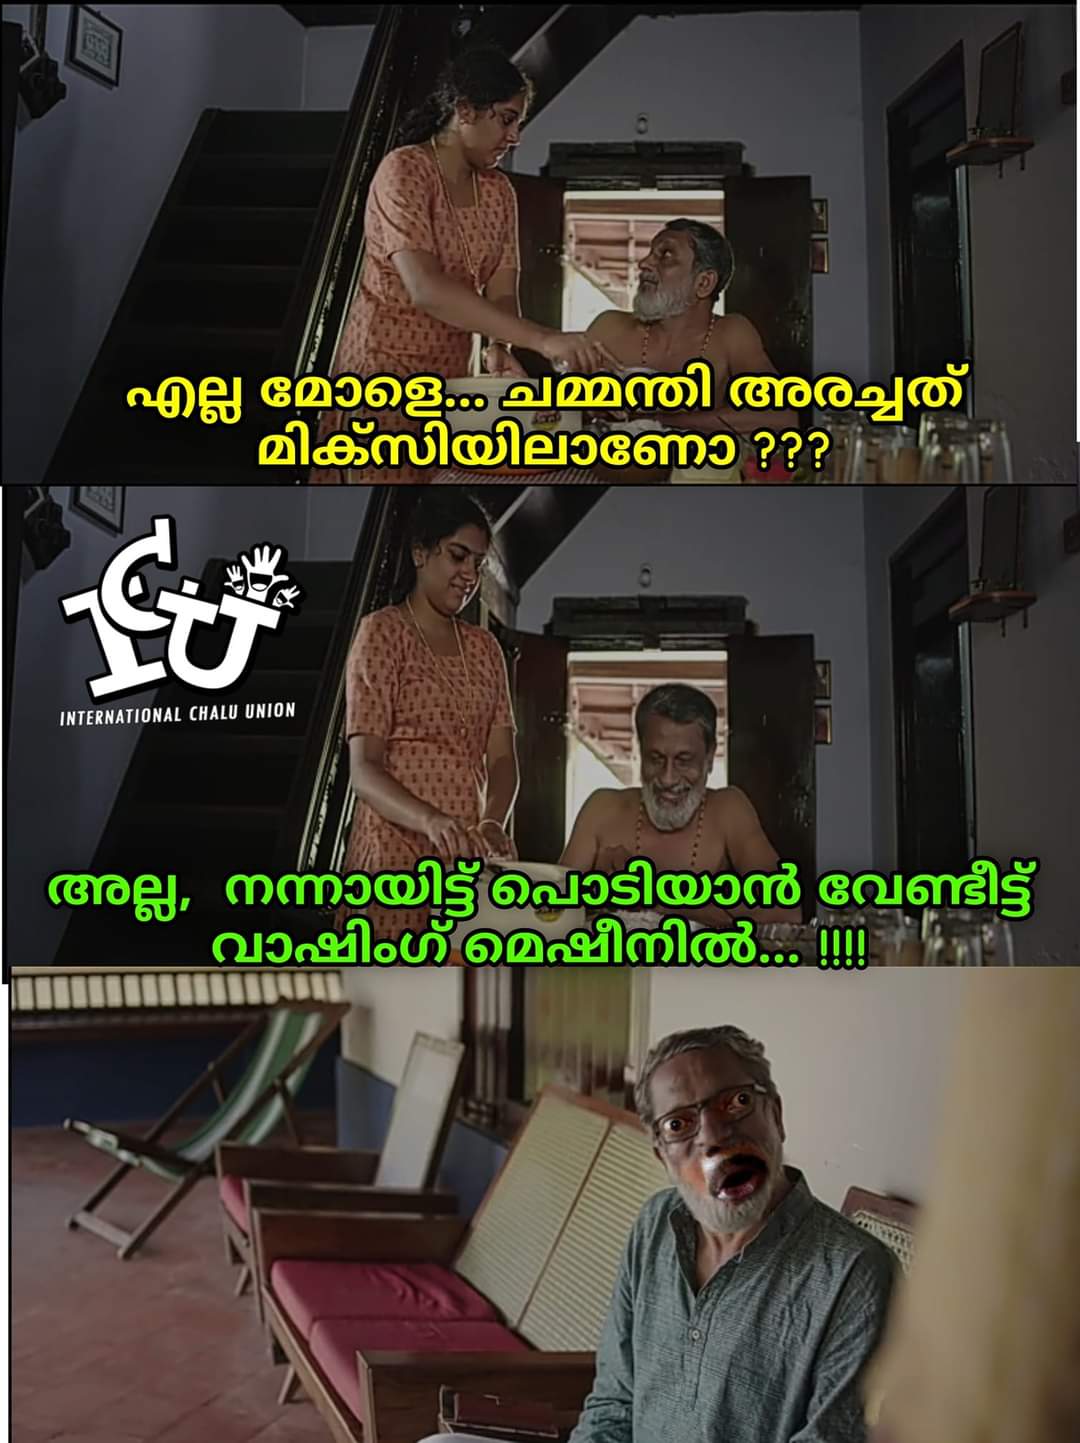 എല്ല മോളെ... ചമ്മന്തി അരച്ചത്
മിക്സിയിലാണോ ???
ICU
INTERNATIONAL CHALU UNION
അല്ല, നന്നായിട്ട് പൊടിയാൻ വേണ്ടീട്ട്
വാഷിംഗ് മെഷീനിൽ... !!!!